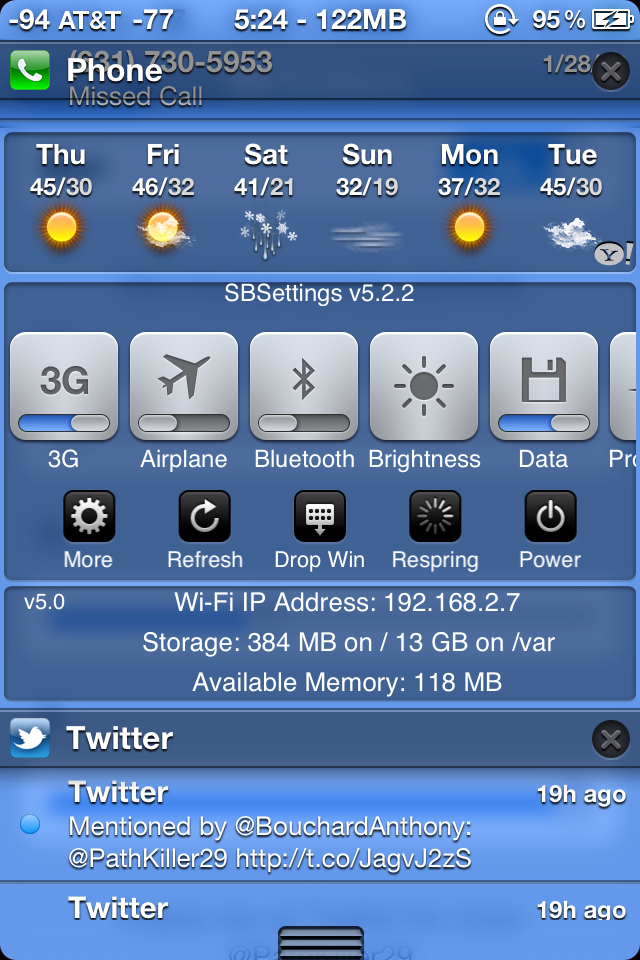 -94 AT&T -77 5:24 - 122MB 95%
(631) 730-5953 1/28/
Phone
Missed Call
Thu Fri Sat Sun Mon Tue
45/30 46/32 41/21 32/19 37/32 45/30
Y!
SBSettings v5.2.2
3G
3G Airplane Bluetooth Brightness Data Pro
More Refresh Drop Win Respring Power
v5.0 Wi-Fi IP Address: 192.168.2.7
Storage: 384 MB on / 13 GB on /var
Available Memory: 118 MB
Twitter
Twitter 19h ago
Mentioned by @BouchardAnthony:
@PathKiller29 http://t.co/JagvJ2zS
Twitter 19h ago
@PathKiller29